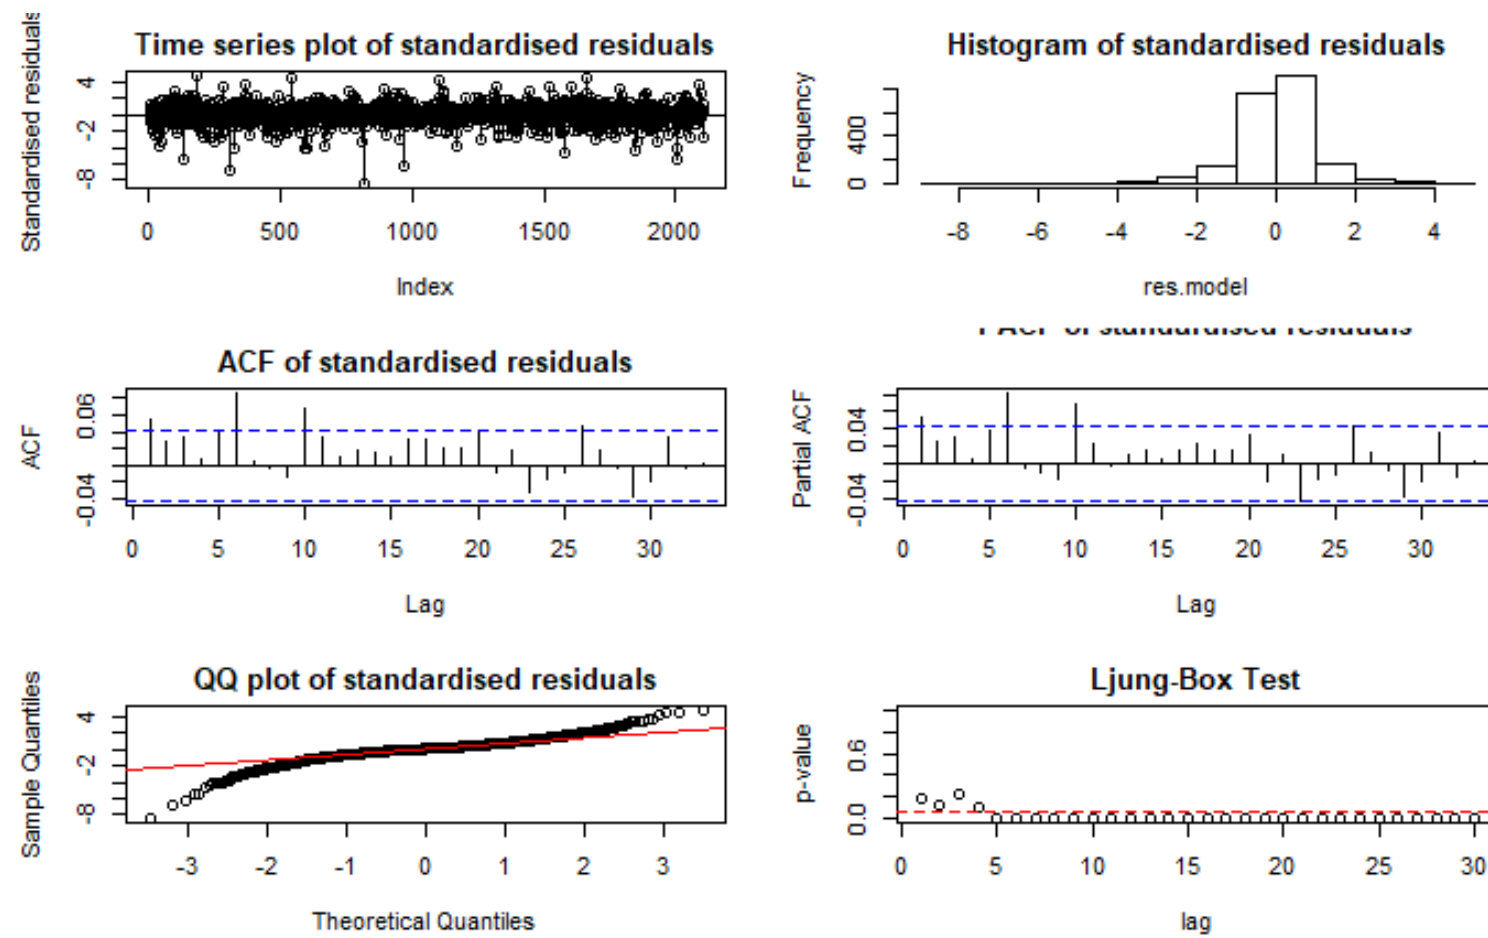 Time series plot of standardised residuals
Standardised residuals
4
-2
-8
0 500 1000 1500 2000
Index
Histogram of standardised residuals
Frequency
400
0
-8 -6 -4 -2 0 2 4
res.model
ACF of standardised residuals
ACF
0.06
-0.04
0 5 10 15 20 25 30
Lag
PACF of standardised residuals
Partial ACF
0.04
-0.04
0 5 10 15 20 25 30
Lag
QQ plot of standardised residuals
Sample Quantiles
4
-2
-8
-3 -2 -1 0 1 2 3
Theoretical Quantiles
Ljung-Box Test
p-value
0.6
0.0
0 5 10 15 20 25 30
lag